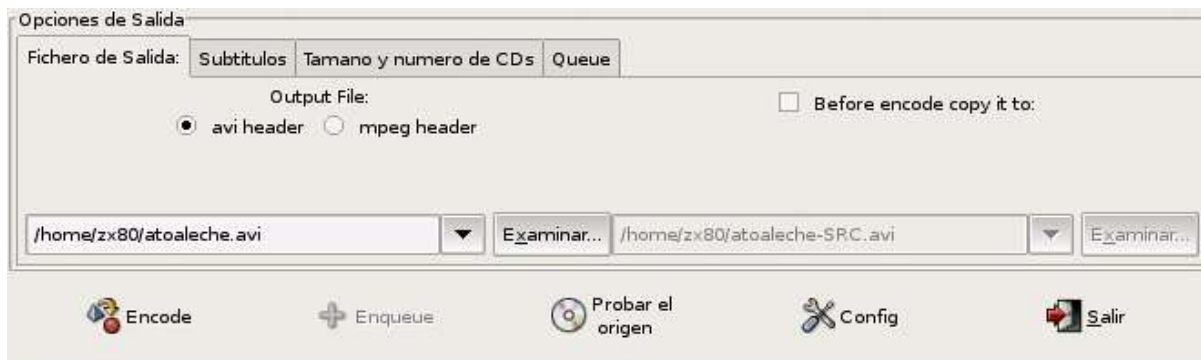 Opciones de Salida
Fichero de Salida: Subtitulos Tamano y numero de CDs Queue
Output File:
Before encode copy it to:
avi header mpeg header
/home/zx80/atoaleche.avi Examinar... /home/zx80/atoaleche-SRC.avi Examinar...
Encode Enqueue Probar el origen Config Salir